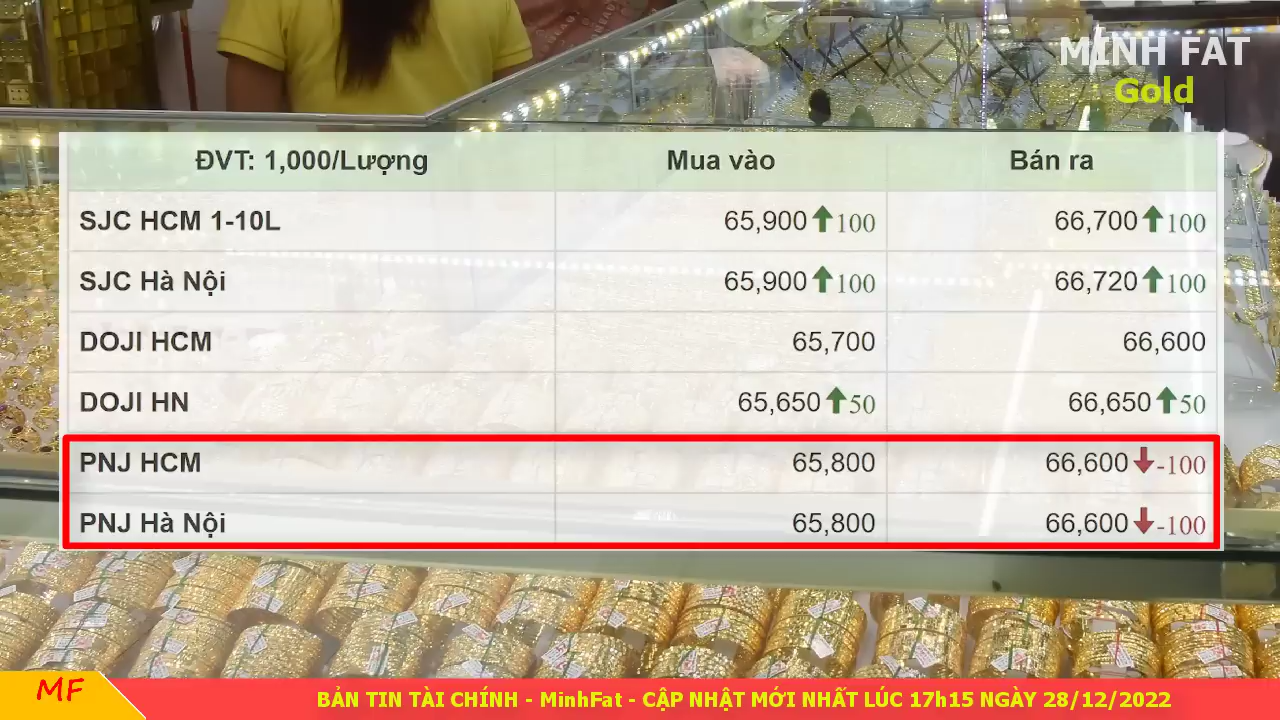 MINH FAT
Gold
ĐVT: 1,000/Lượng Mua vào Bán ra
SJC HCM 1-10L 65,900 100 66,700 100
SJC Hà Nội 65,900 100 66,720 100
DOJI HCM 65,700 66,600
DOJI HN 65,650 50 66,650 50
PNJ HCM 65,800 66,600 -100
PNJ Hà Nội 65,800 66,600 -100
MF BẢN TIN TÀI CHÍNH - MinhFat - CẬP NHẬT MỚI NHẤT LÚC 17h15 NGÀY 28/12/2022